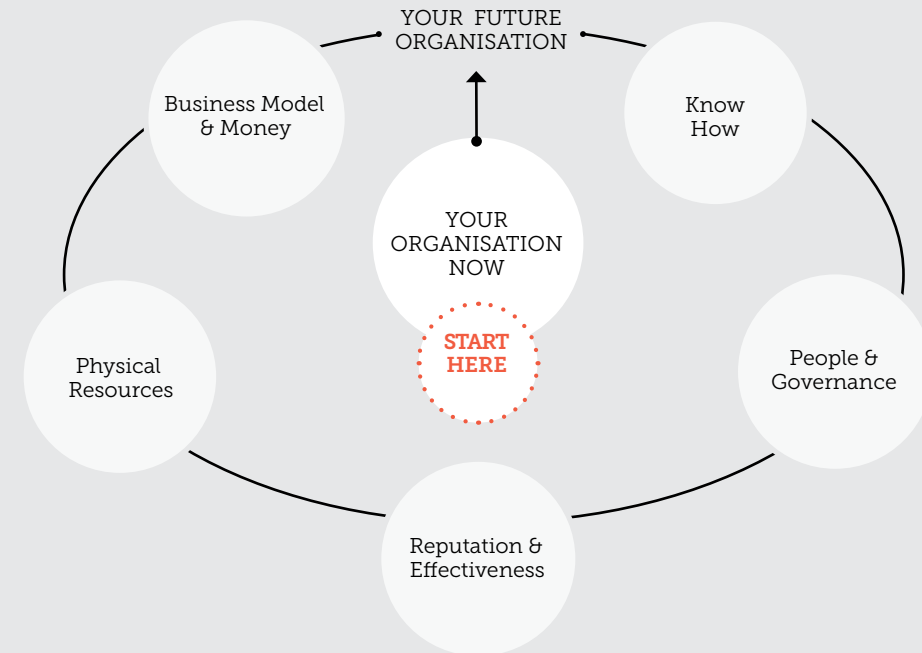 YOUR FUTURE
ORGANISATION
Business Model
& Money
Know
How
YOUR
ORGANISATION
NOW
START
HERE
Physical
Resources
People &
Governance
Reputation &
Effectiveness